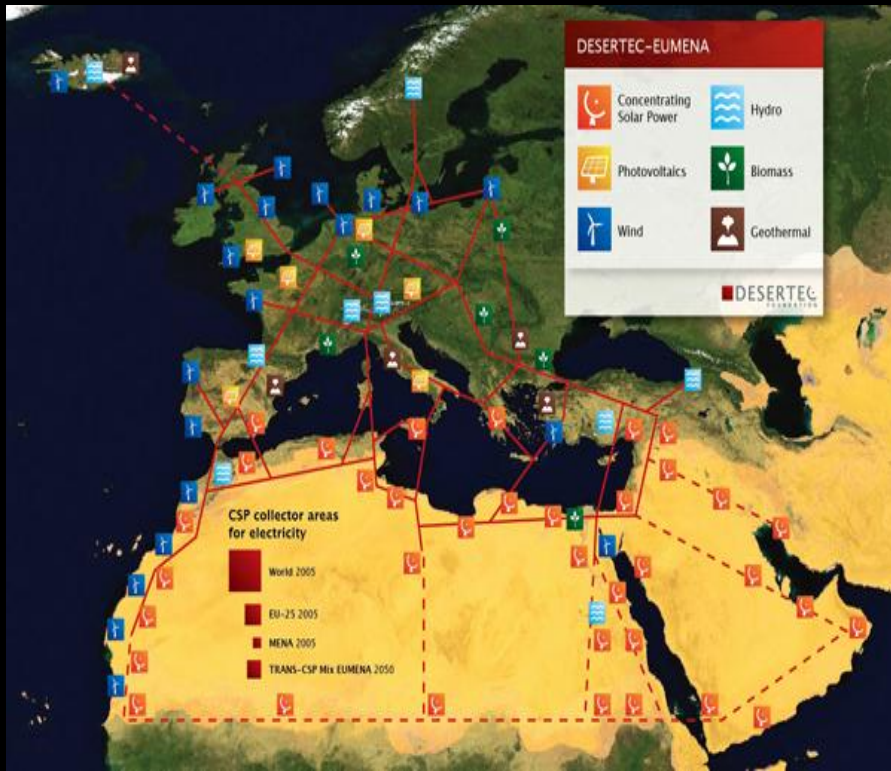 DESERTEC-EUMENA
Concentrating
Solar Power
Hydro
Photovoltaics
Biomass
Wind
Geothermal
DESERTEC
FOUNDATION
CSP collector areas
for electricity
World 2005
EU-25 2005
MENA 2005
TRANS-CSP Mix EUMENA 2050